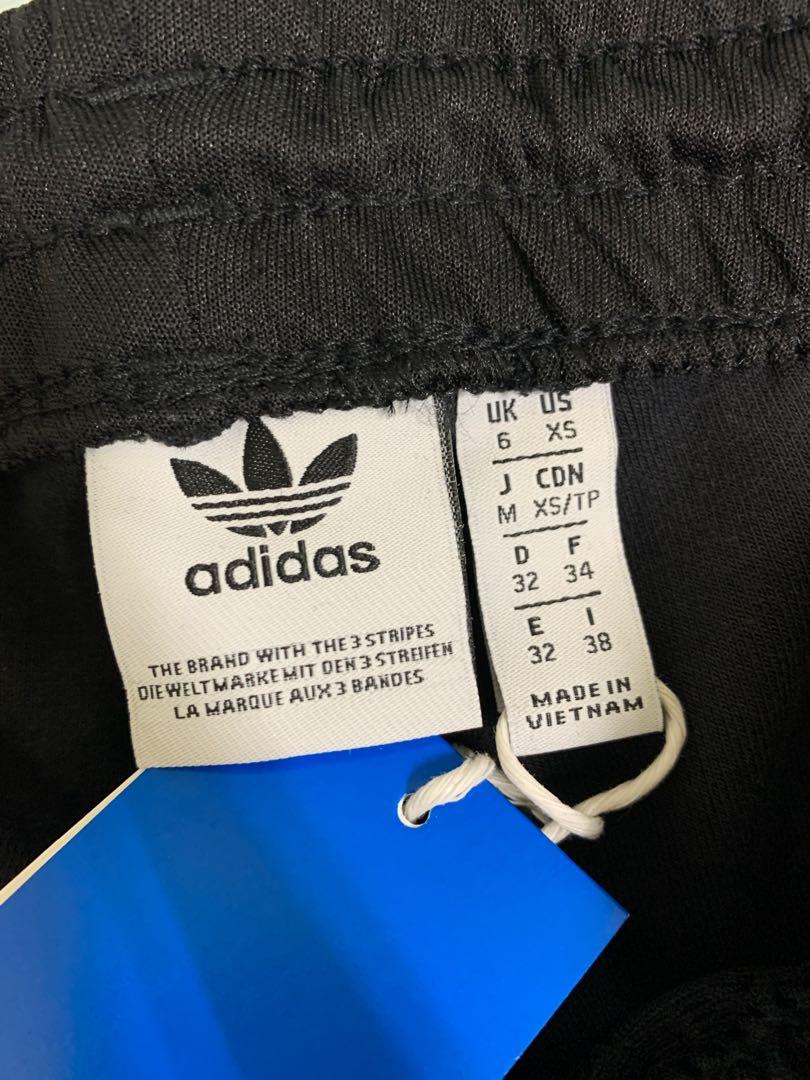 adidas
THE BRAND WITH THE 3 STRIPES
DIE WELTMARKE MIT DEN 3 STREIFEN
LA MARQUE AUX 3 BANDES
UK US
6 XS
J CDN
M XS/TP
D F
32 34
E I
32 38
MADE IN
VIETNAM